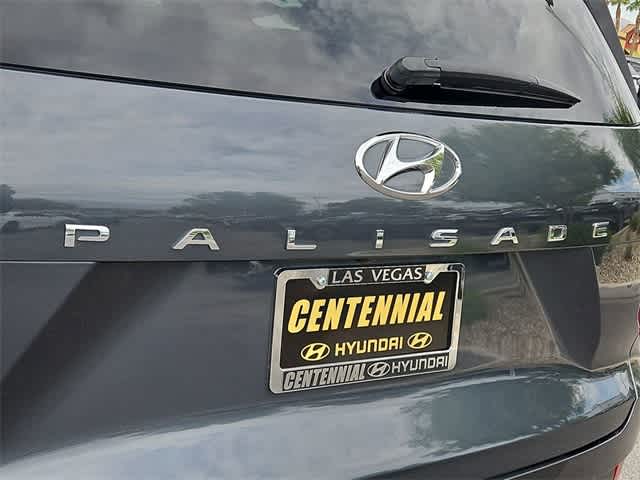 PALISADE
LAS VEGAS
CENTENNIAL
HYUNDAI
CENTENNIAL HYUNDAI